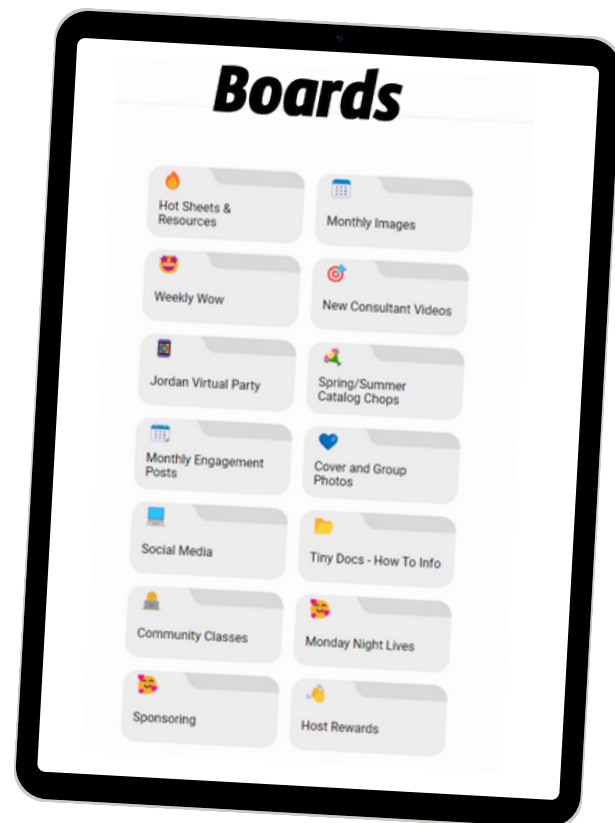 Boards
Hot Sheets &
Resources
Monthly Images
Weekly Wow
New Consultant Videos
Jordan Virtual Party
Spring/Summer
Catalog Chops
Monthly Engagement
Posts
Cover and Group
Photos
Social Media
Tiny Docs - How To Info
Community Classes
Monday Night Lives
Sponsoring
Host Rewards